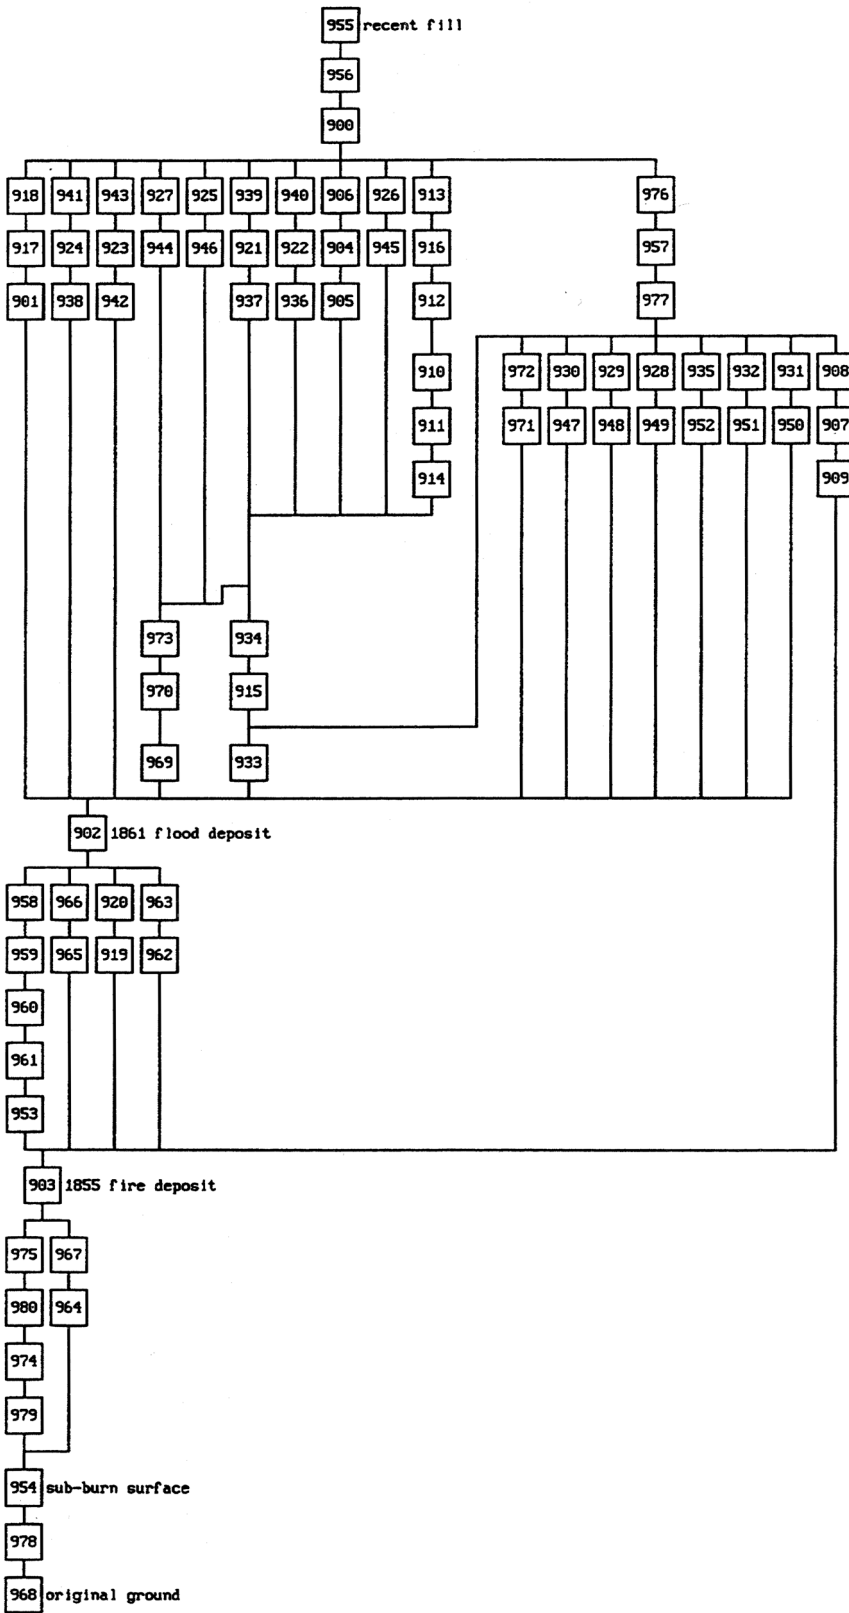 955 recent fill
956
900
918 941 943 927 925 939 940 906 926 913 976
917 924 923 944 946 921 922 904 945 916 957
901 938 942 937 936 905 912 977
910 972 930 929 928 935 932 931 908
911 971 947 948 949 952 951 950 907
914 909
973 934
970 915
969 933
902 1861 flood deposit
958 966 920 963
959 965 919 962
960
961
953
903 1855 fire deposit
975 967
980 964
974
979
954 sub-burn surface
978
968 original ground